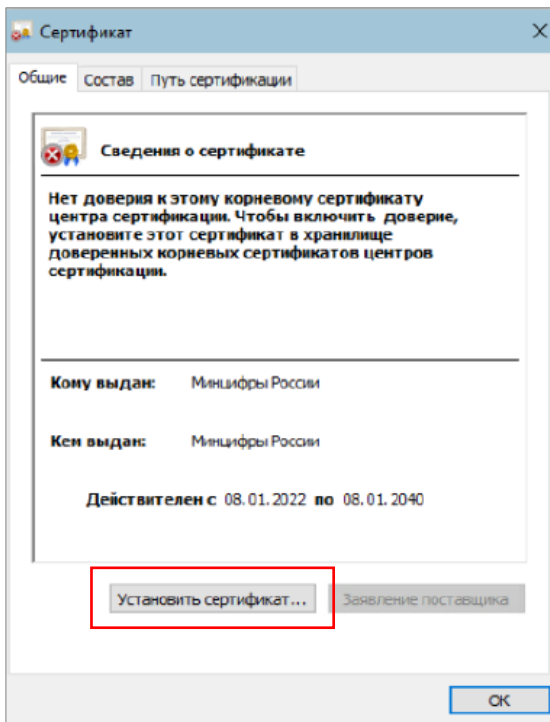 Сертификат
Общие Состав Путь сертификации
Сведения о сертификате
Нет доверия к этому корневому сертификату
центра сертификации. Чтобы включить доверие,
установите этот сертификат в хранилище
доверенных корневых сертификатов центров
сертификации.
Кому выдан: Минцифры России
Кем выдан: Минцифры России
Действителен с 08.01.2022 по 08.01.2040
Установить сертификат... Заявление поставщика
ОК